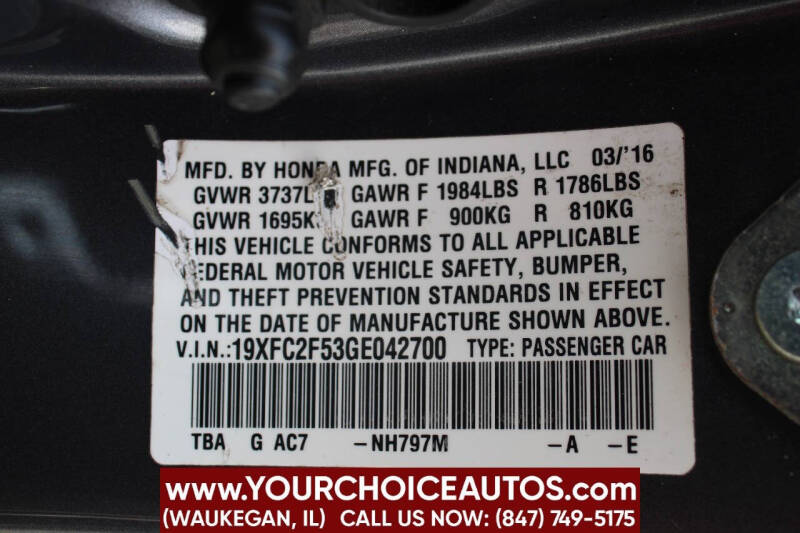 MFD. BY HONDA MFG. OF INDIANA, LLC 03/'16
GVWR 3737L GAWR F 1984LBS R 1786LBS
GVWR 1695K GAWR F 900KG R 810KG
THIS VEHICLE CONFORMS TO ALL APPLICABLE
FEDERAL MOTOR VEHICLE SAFETY, BUMPER,
AND THEFT PREVENTION STANDARDS IN EFFECT
ON THE DATE OF MANUFACTURE SHOWN ABOVE.
V.I.N.:19XFC2F53GE042700 TYPE: PASSENGER CAR
TBA G AC7 -NH797M -A -E
www.YOURCHOICEAUTOS.com
(WAUKEGAN, IL) CALL US NOW: (847) 749-5175